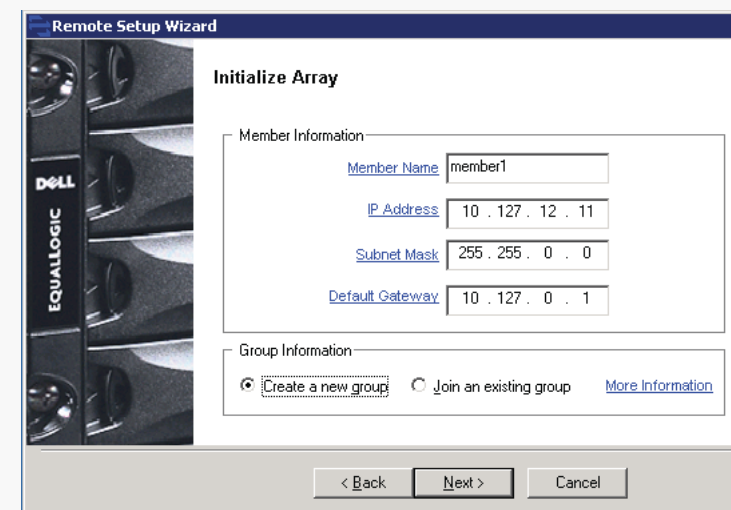 Remote Setup Wizard
Initialize Array
Member Information
Member Name member1
IP Address 10 . 127 . 12 . 11
Subnet Mask 255 . 255 . 0 . 0
Default Gateway 10 . 127 . 0 . 1
DELL
EQUALLOGIC
Group Information
Create a new group Join an existing group More Information
< Back Next > Cancel